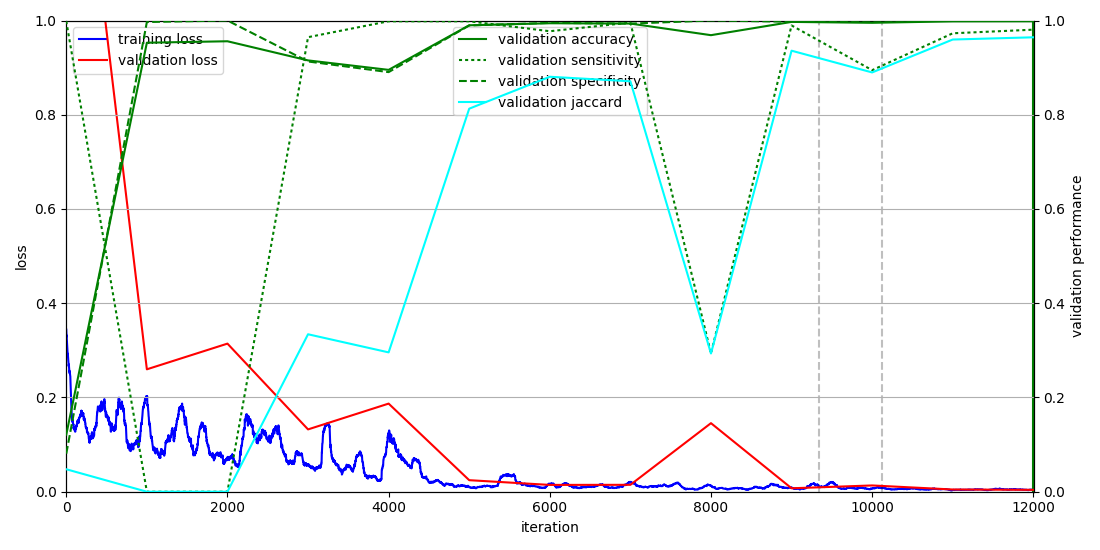 1.0
0.8
0.6
0.4
0.2
0.0
loss
training loss
validation loss
validation accuracy
validation sensitivity
validation specificity
validation jaccard
1.0
0.8
0.6
0.4
0.2
0.0
validation performance
0
2000
4000
6000
8000
10000
12000
iteration